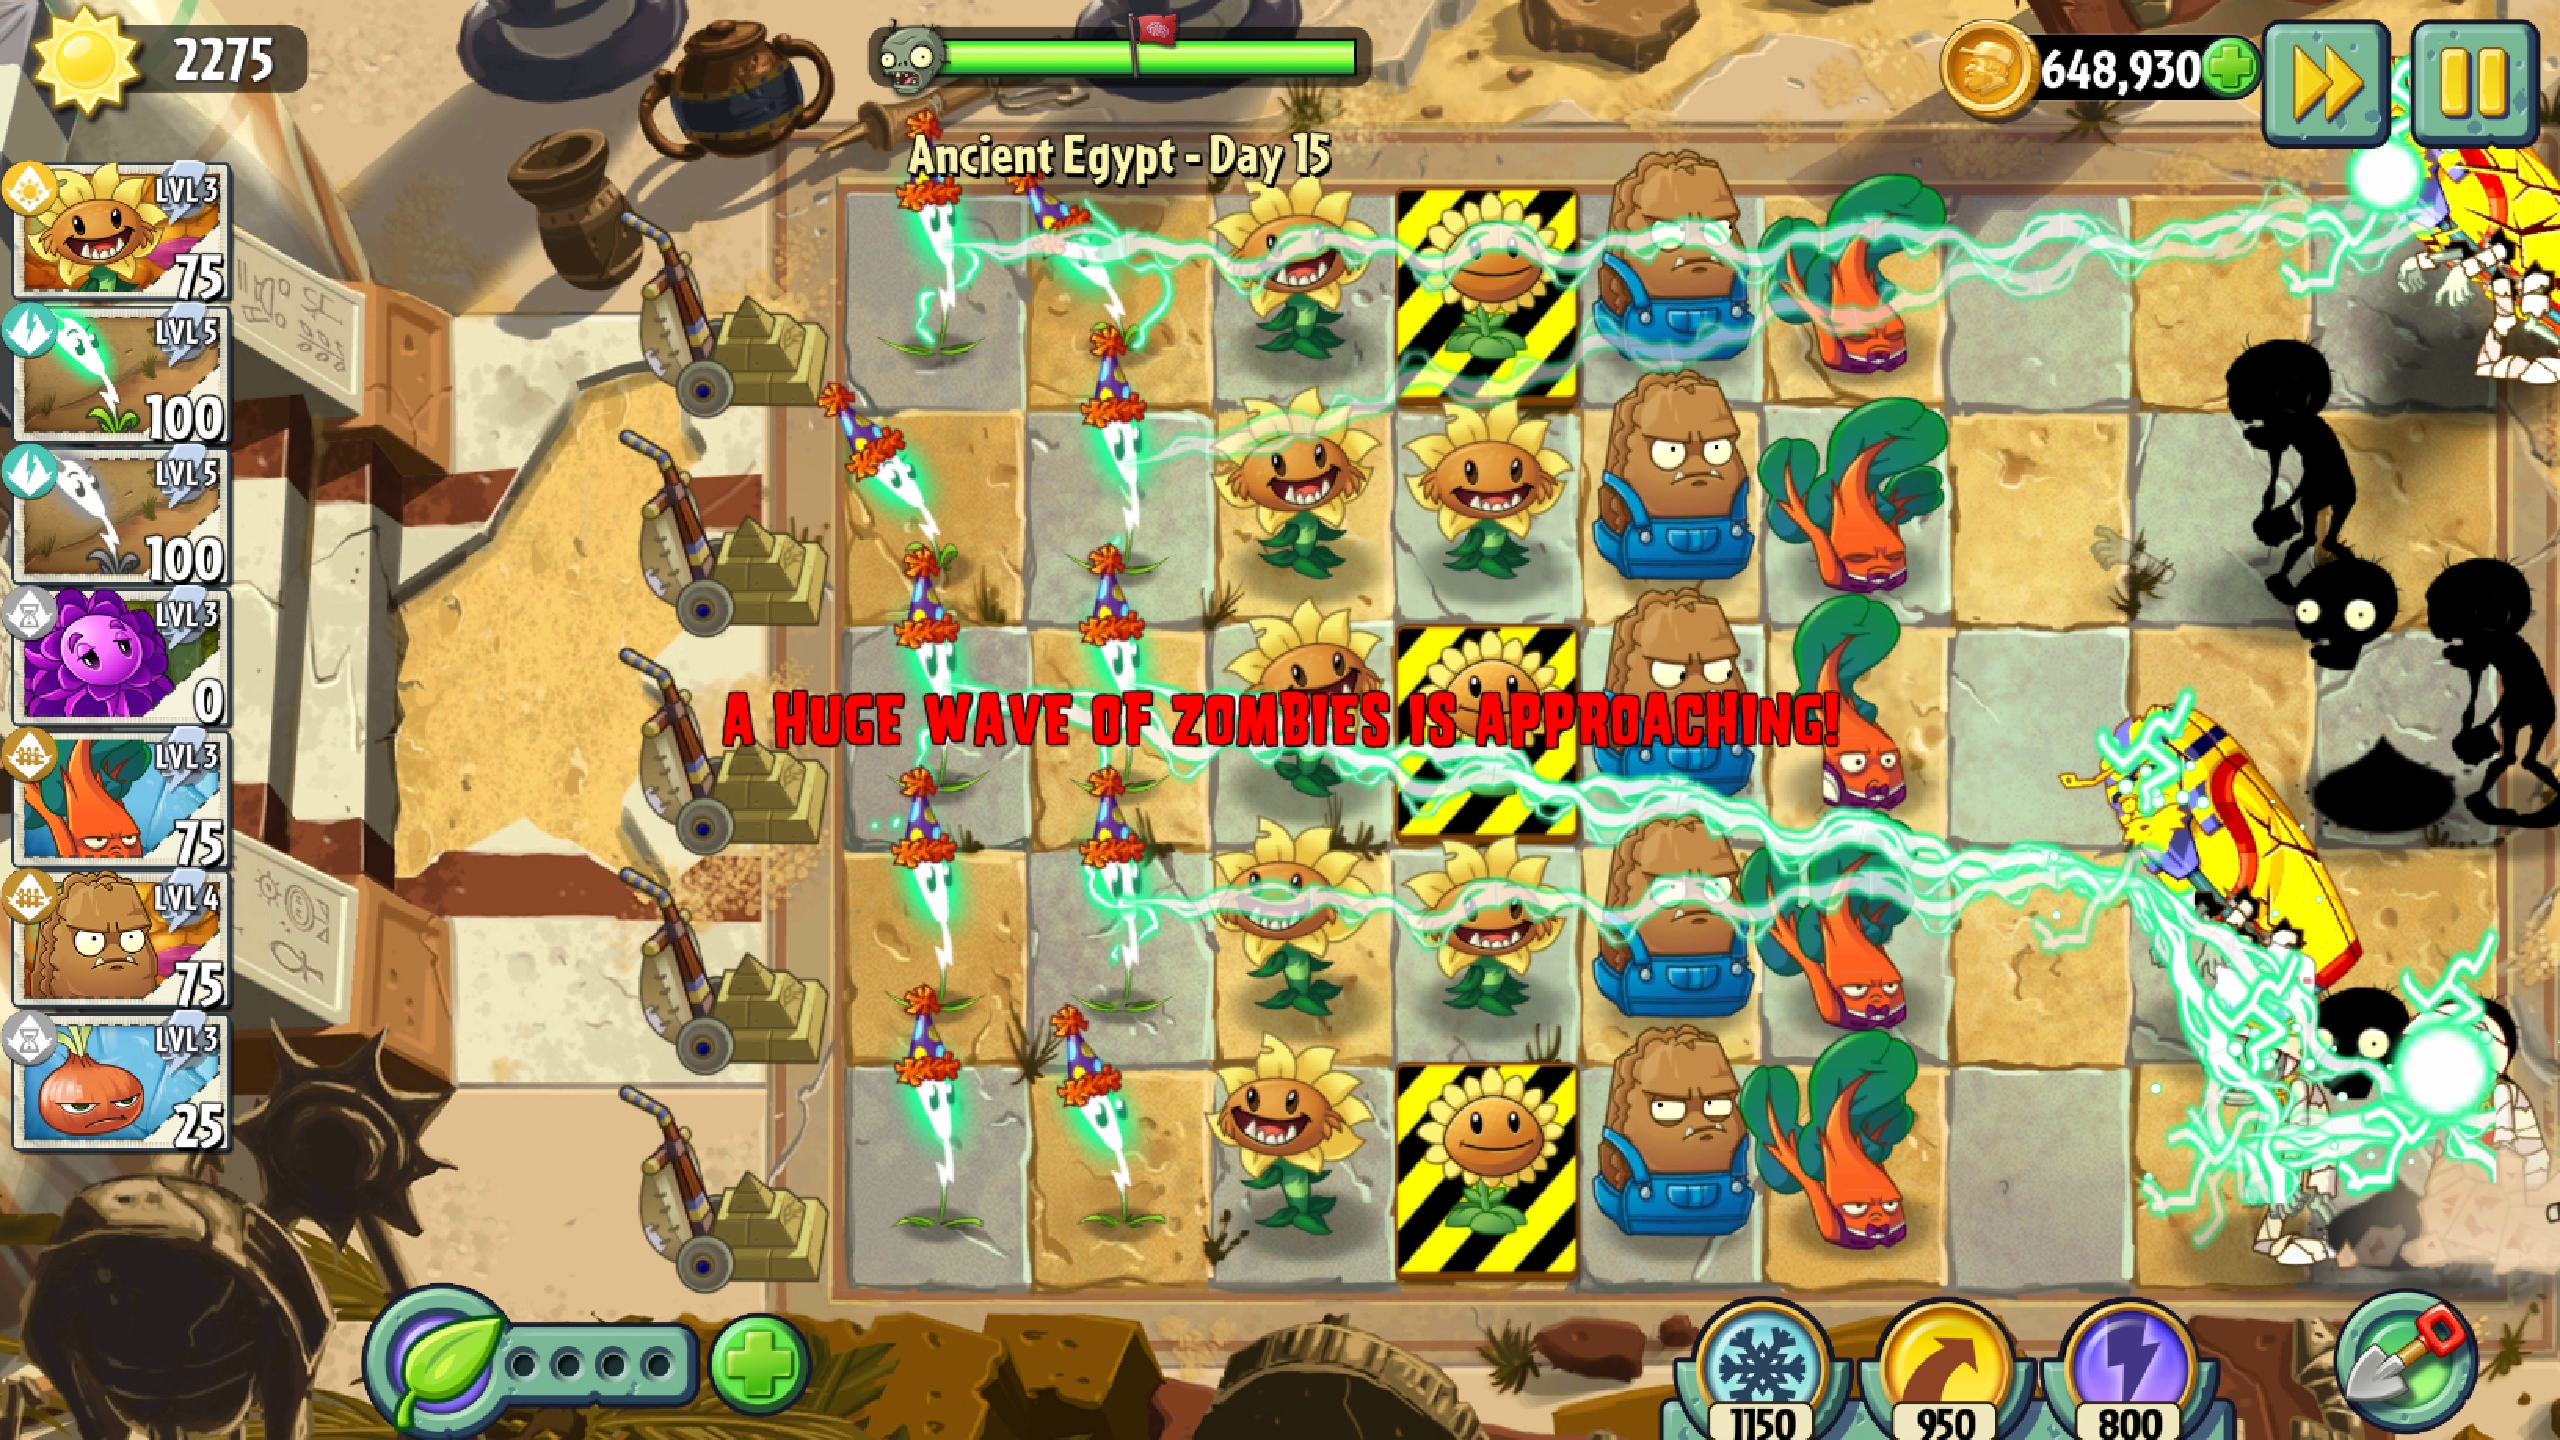 2275
648,930
Ancient Egypt - Day 15
LVL 3
75
LVL 5
100
LVL 5
100
LVL 3
0
LVL 3
75
LVL 4
75
LVL 3
25
A HUGE WAVE OF ZOMBIES IS APPROACHING!
1150
950
800